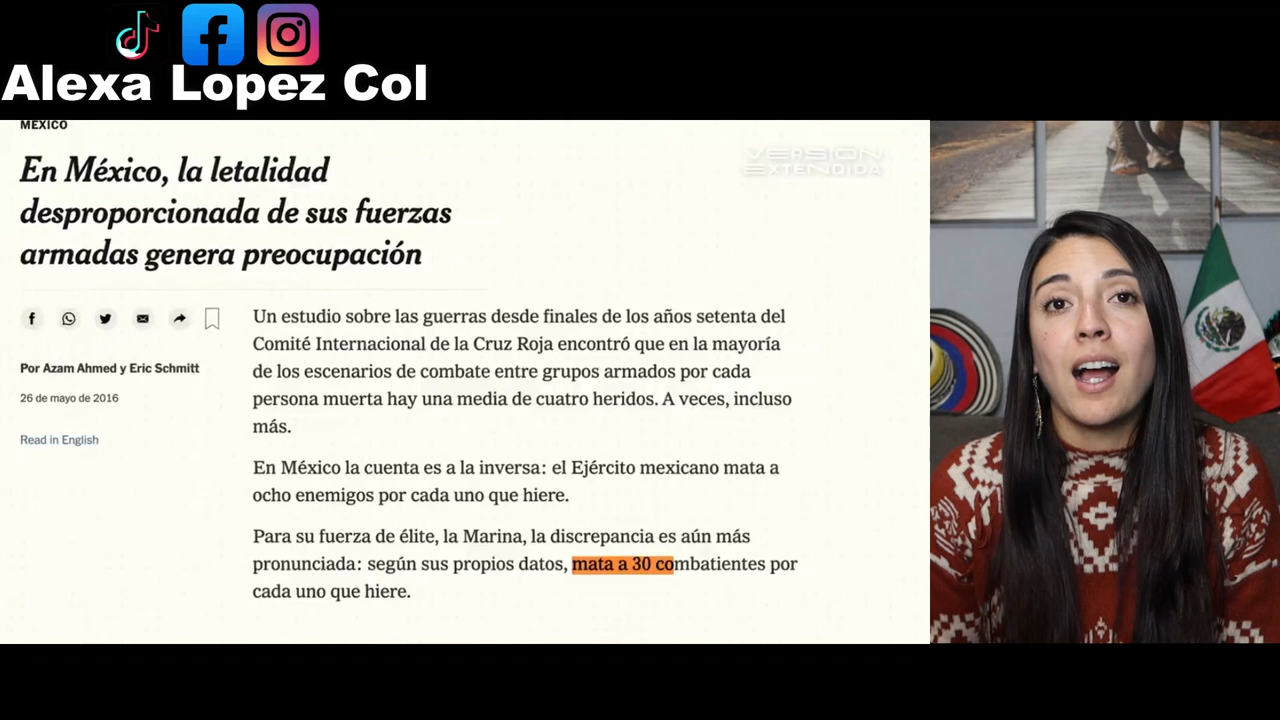 Alexa Lopez Col
MÉXICO
VERSION
EXTENDIDA
En México, la letalidad
desproporcionada de sus fuerzas
armadas genera preocupación
Por Azam Ahmed y Eric Schmitt
26 de mayo de 2016
Read in English
Un estudio sobre las guerras desde finales de los años setenta del
Comité Internacional de la Cruz Roja encontró que en la mayoría
de los escenarios de combate entre grupos armados por cada
persona muerta hay una media de cuatro heridos. A veces, incluso
más.
En México la cuenta es a la inversa: el Ejército mexicano mata a
ocho enemigos por cada uno que hiere.
Para su fuerza de élite, la Marina, la discrepancia es aún más
pronunciada: según sus propios datos, mata a 30 combatientes por
cada uno que hiere.